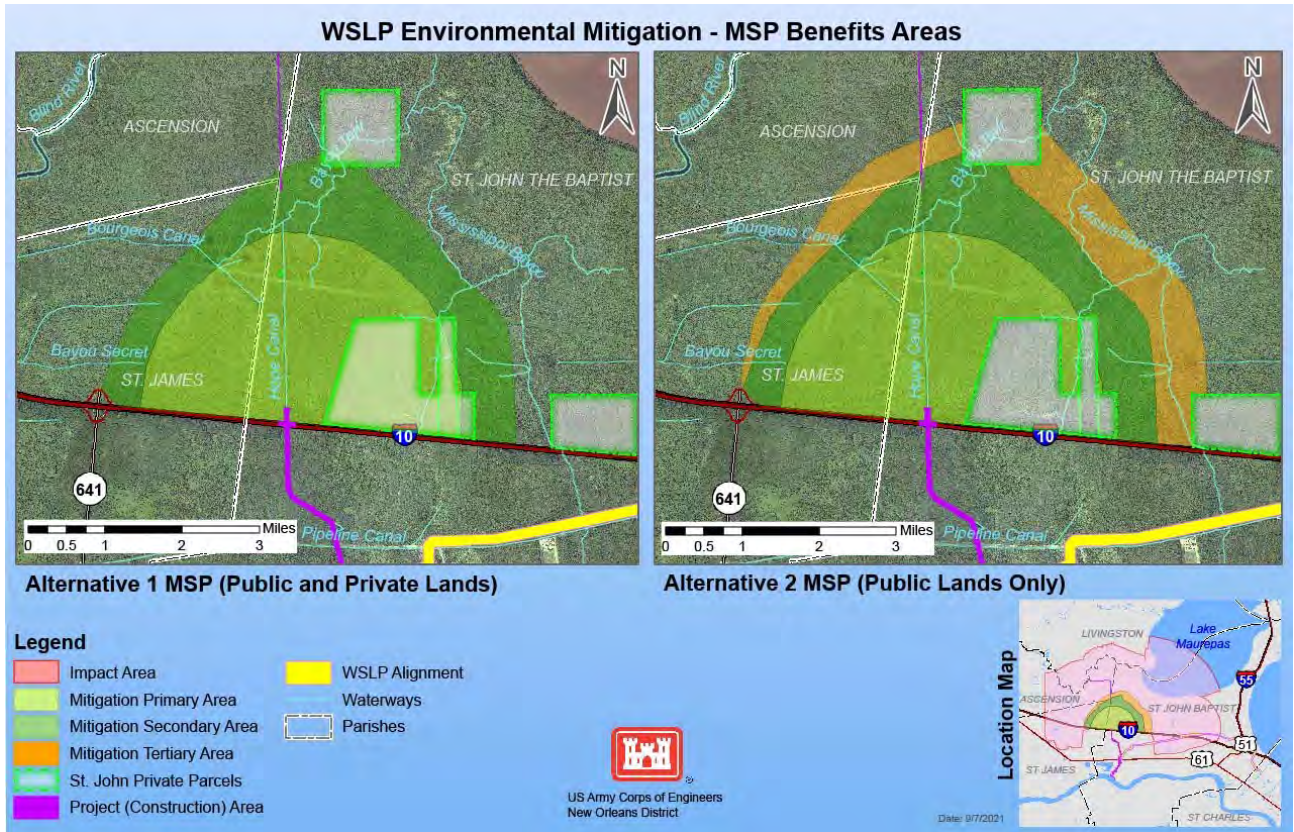 WSLP Environmental Mitigation - MSP Benefits Areas
Blind River
ASCENSION
N
ST. JOHN THE BAPTIST
Bourgeois Canal
Mississippi Bayou
Hope Canal
Bayou Secret
ST. JAMES
10
641
Miles
0 0.5 1 2 3
Pipeline Canal
Blind River
ASCENSION
N
ST. JOHN THE BAPTIST
Bourgeois Canal
Mississippi Bayou
Hope Canal
Bayou Secret
ST. JAMES
10
641
Miles
0 0.5 1 2 3
Pipeline Canal
Alternative 1 MSP (Public and Private Lands)
Alternative 2 MSP (Public Lands Only)
Legend
Impact Area
Mitigation Primary Area
Mitigation Secondary Area
Mitigation Tertiary Area
St. John Private Parcels
Project (Construction) Area
WSLP Alignment
Waterways
Parishes
®
US Army Corps of Engineers
New Orleans District
Location Map
LIVINGSTON
Lake
Maurepas
55
ASCENSION
ST JOHN BAPTIST
10
51
61
ST JAMES
ST CHARLES
Date: 9/7/2021